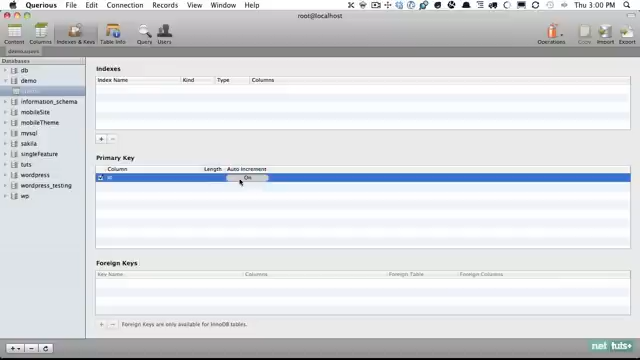 Querious File Edit Connection Records View Window Help Thu 3:00 PM
root@localhost
Content Columns Indexes & Keys Table Info Query Users Operations Import Export
Databases
db
demo
information_schema
mobileSite
mobileTheme
mysql
sakila
singleFeature
tuts
wordpress
wordpress_testing
wp
Indexes
Index Name Kind Type Columns
Primary Key
Column Length Auto Increment
id On
Foreign Keys
Key Name Columns Foreign Table Foreign Columns
Foreign Keys are only available for InnoDB tables.
net tuts+